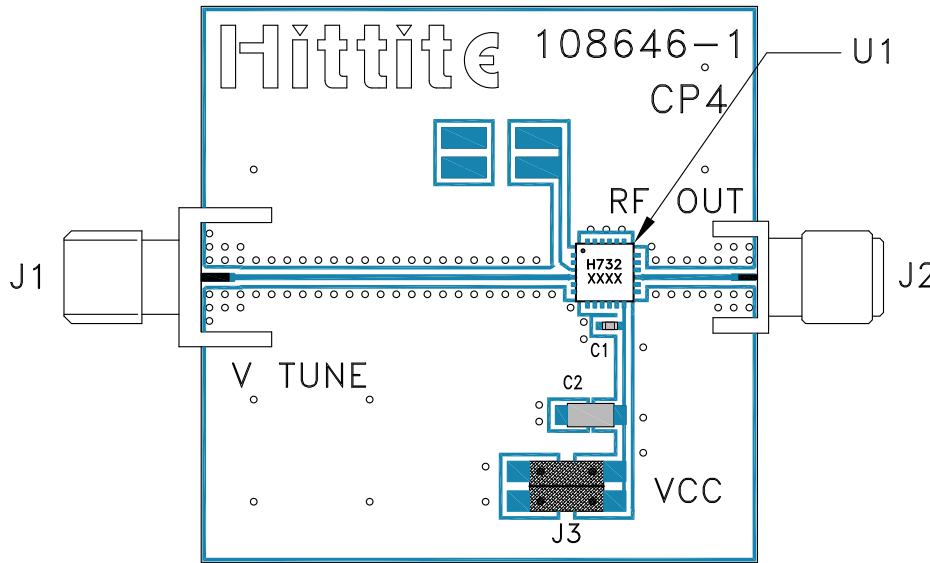 Hittite
108646-1
U1
CP4
RF OUT
H732
XXXX
J1
J2
C1
V TUNE
C2
VCC
J3